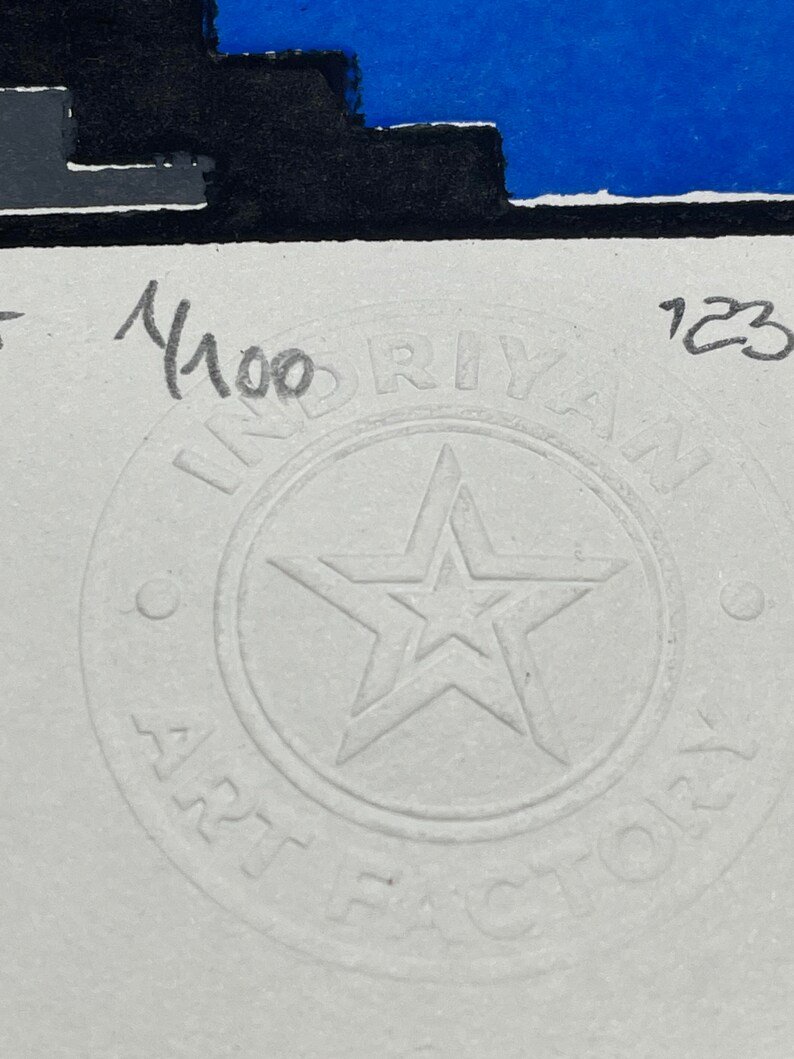 1/100
123
INDRIYAN
ART FACTORY